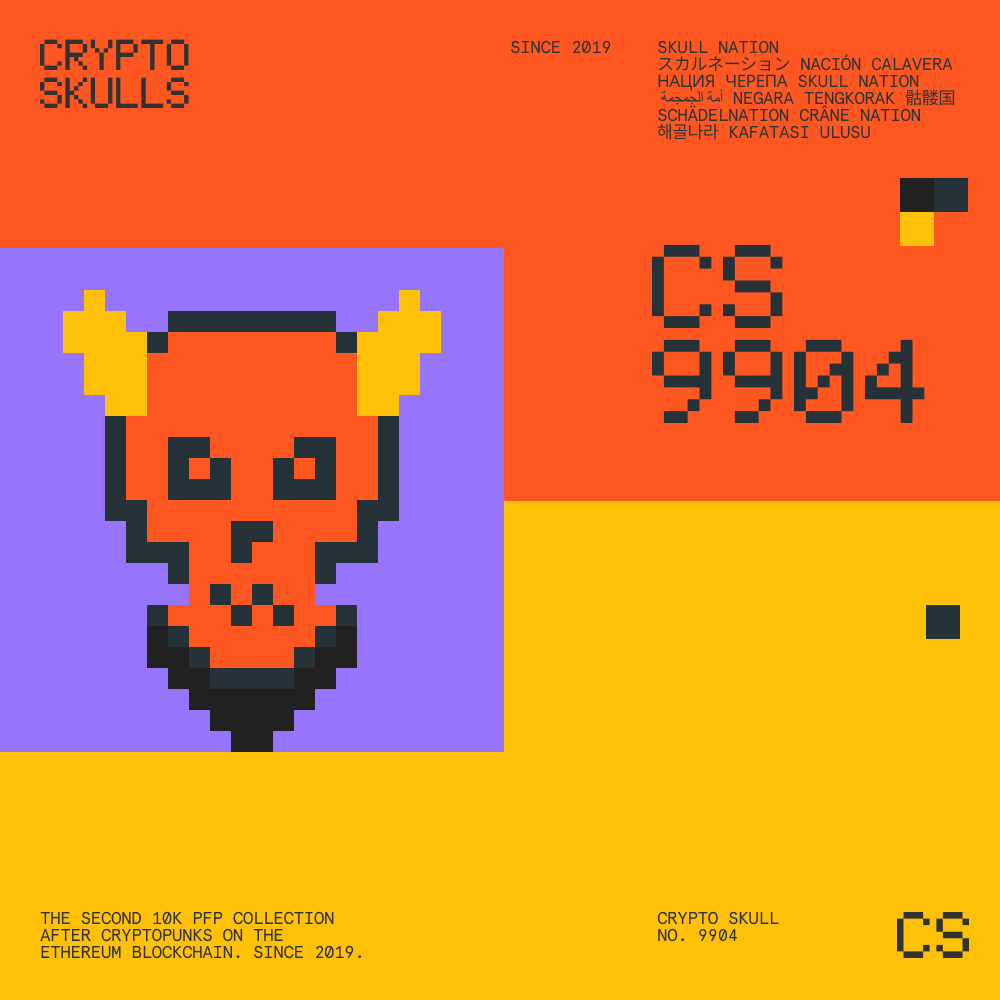 CRYPTO
SKULLS
SINCE 2019
SKULL NATION
スカルネーション NACIÓN CALAVERA
НАЦИЯ ЧЕРЕПА SKULL NATION
أمة الجمجمة NEGARA TENGKORAK 骷髅国
SCHÄDELNATION CRÂNE NATION
해골나라 KAFATASI ULUSU
CS
9904
THE SECOND 10K PFP COLLECTION
AFTER CRYPTOPUNKS ON THE
ETHEREUM BLOCKCHAIN. SINCE 2019.
CRYPTO SKULL
NO. 9904
CS